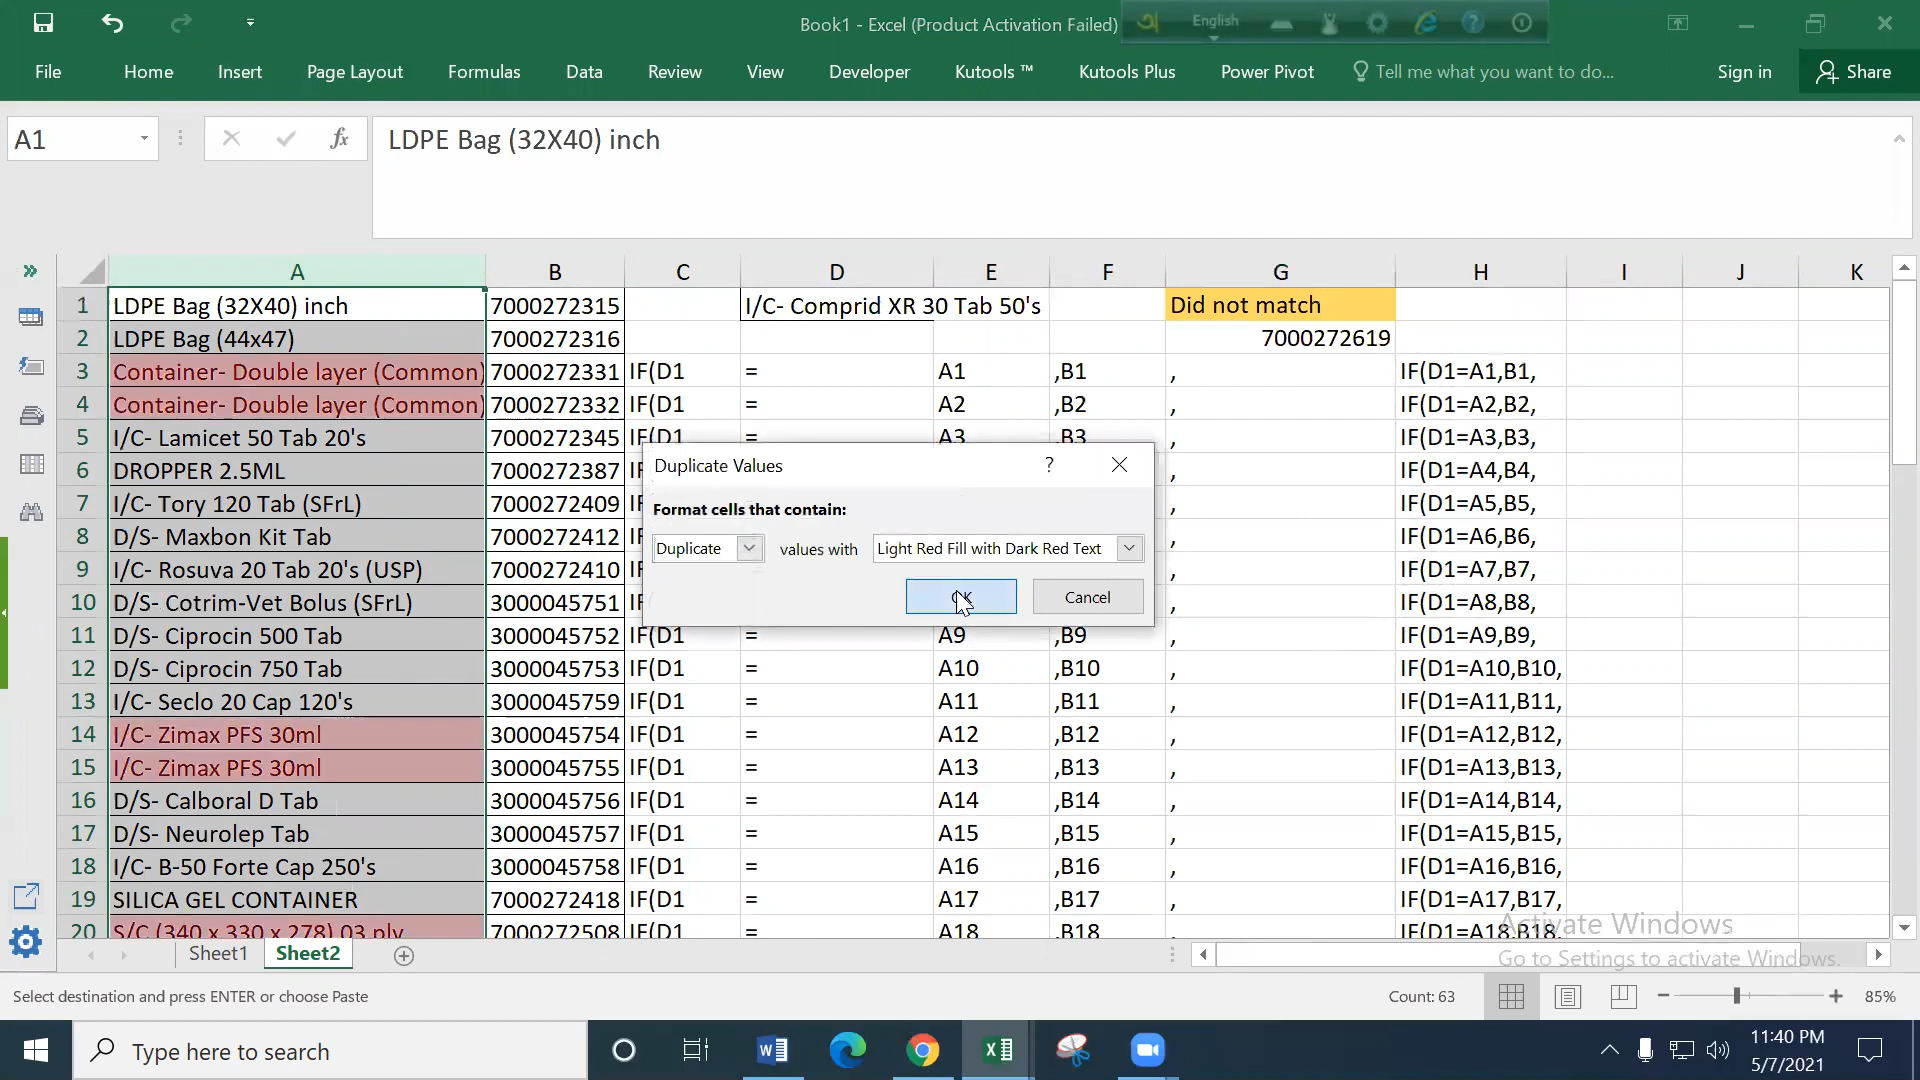 Book1 - Excel (Product Activation Failed)
English
File Home Insert Page Layout Formulas Data Review View Developer Kutools ™ Kutools Plus Power Pivot Tell me what you want to do... Sign in Share
A1 fx LDPE Bag (32X40) inch
A B C D E F G H I J K
1 LDPE Bag (32X40) inch 7000272315 I/C- Comprid XR 30 Tab 50's Did not match
2 LDPE Bag (44x47) 7000272316 7000272619
3 Container- Double layer (Common) 7000272331 IF(D1 = A1 ,B1 , IF(D1=A1,B1,
4 Container- Double layer (Common) 7000272332 IF(D1 = A2 ,B2 , IF(D1=A2,B2,
5 I/C- Lamicet 50 Tab 20's 7000272345 IF(D1 = A3 ,B3 , IF(D1=A3,B3,
6 DROPPER 2.5ML 7000272387 , IF(D1=A4,B4,
7 I/C- Tory 120 Tab (SFrL) 7000272409 , IF(D1=A5,B5,
8 D/S- Maxbon Kit Tab 7000272412 , IF(D1=A6,B6,
9 I/C- Rosuva 20 Tab 20's (USP) 7000272410 , IF(D1=A7,B7,
10 D/S- Cotrim-Vet Bolus (SFrL) 3000045751 , IF(D1=A8,B8,
11 D/S- Ciprocin 500 Tab 3000045752 IF(D1 = A9 ,B9 , IF(D1=A9,B9,
12 D/S- Ciprocin 750 Tab 3000045753 IF(D1 = A10 ,B10 , IF(D1=A10,B10,
13 I/C- Seclo 20 Cap 120's 3000045759 IF(D1 = A11 ,B11 , IF(D1=A11,B11,
14 I/C- Zimax PFS 30ml 3000045754 IF(D1 = A12 ,B12 , IF(D1=A12,B12,
15 I/C- Zimax PFS 30ml 3000045755 IF(D1 = A13 ,B13 , IF(D1=A13,B13,
16 D/S- Calboral D Tab 3000045756 IF(D1 = A14 ,B14 , IF(D1=A14,B14,
17 D/S- Neurolep Tab 3000045757 IF(D1 = A15 ,B15 , IF(D1=A15,B15,
18 I/C- B-50 Forte Cap 250's 3000045758 IF(D1 = A16 ,B16 , IF(D1=A16,B16,
19 SILICA GEL CONTAINER 7000272418 IF(D1 = A17 ,B17 , IF(D1=A17,B17,
20 S/C (340 x 330 x 278) 03 ply 7000272508 IF(D1 = A18 ,B18 , IF(D1=A18,B18,
Duplicate Values ?
Format cells that contain:
Duplicate values with Light Red Fill with Dark Red Text
OK Cancel
Activate Windows
Go to Settings to activate Windows.
Sheet1 Sheet2
Select destination and press ENTER or choose Paste Count: 63 85%
Type here to search
11:40 PM
5/7/2021